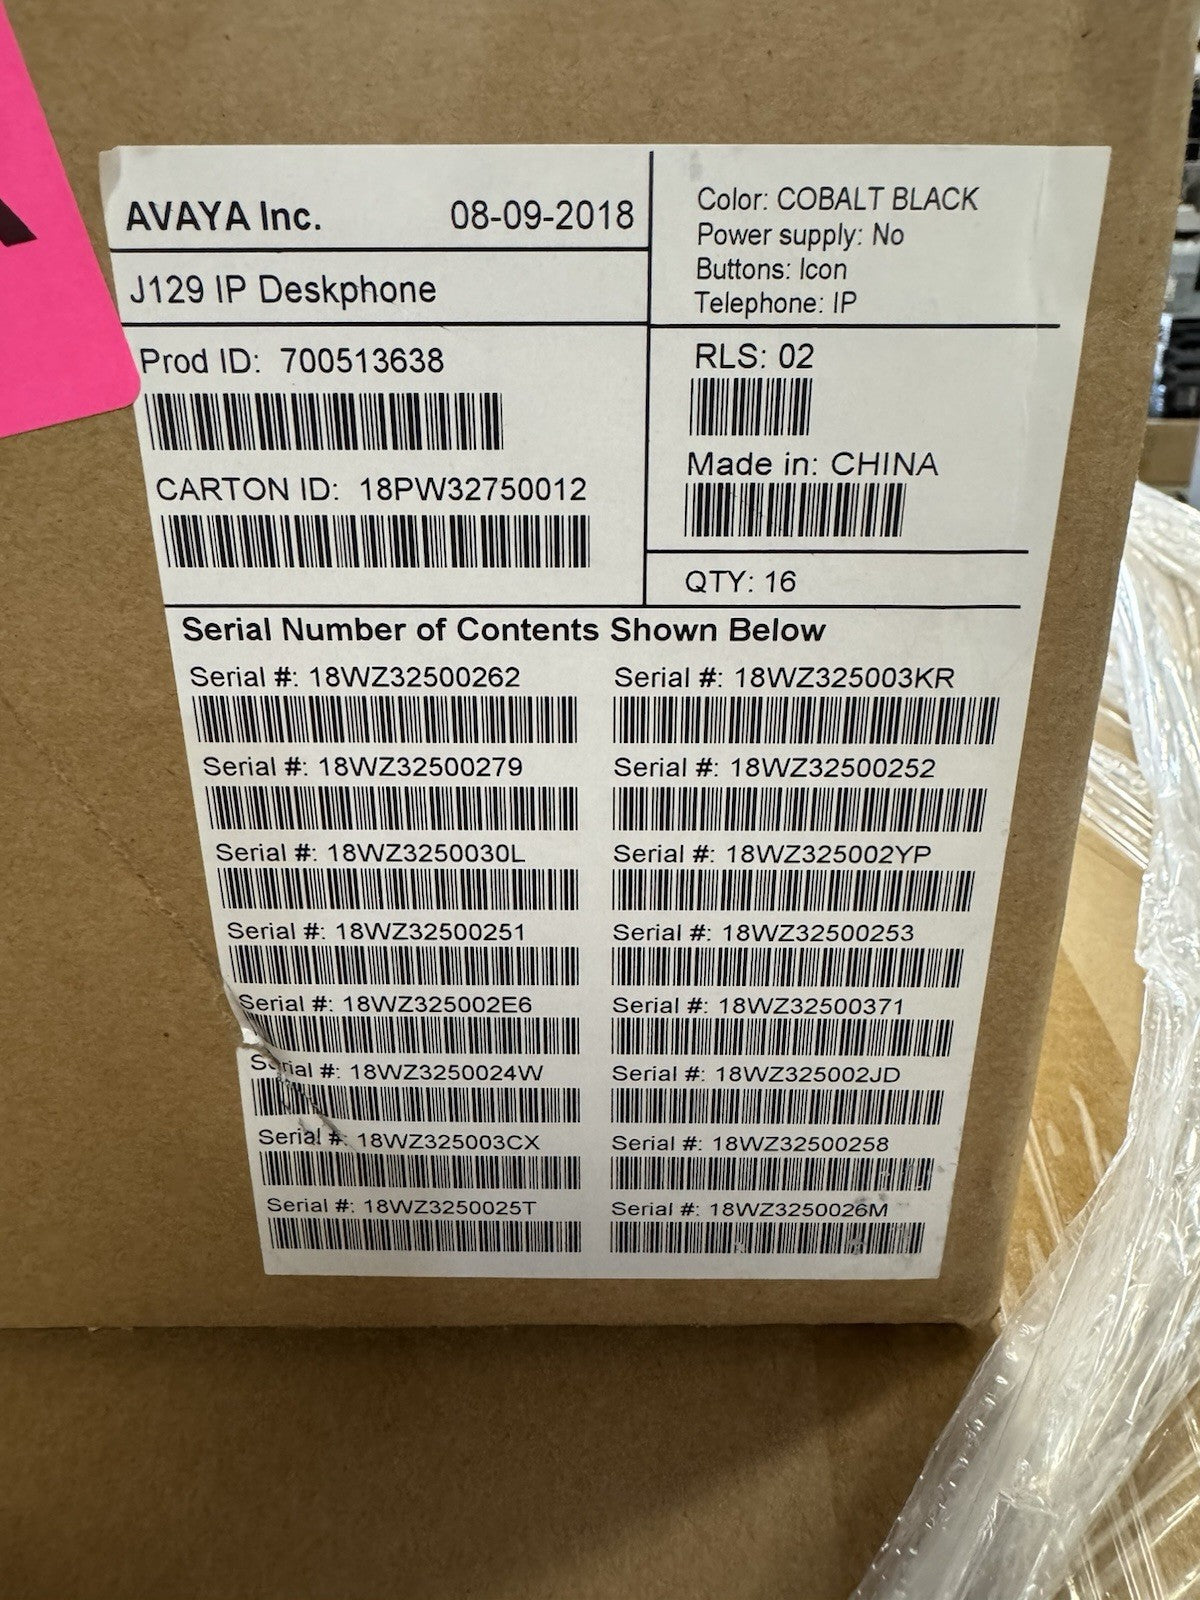 AVAYA Inc. 08-09-2018
J129 IP Deskphone
Prod ID: 700513638
CARTON ID: 18PW32750012
Color: COBALT BLACK
Power supply: No
Buttons: Icon
Telephone: IP
RLS: 02
Made in: CHINA
QTY: 16
Serial Number of Contents Shown Below
Serial #: 18WZ32500262
Serial #: 18WZ325003KR
Serial #: 18WZ32500279
Serial #: 18WZ32500252
Serial #: 18WZ3250030L
Serial #: 18WZ325002YP
Serial #: 18WZ32500251
Serial #: 18WZ32500253
Serial #: 18WZ325002E6
Serial #: 18WZ32500371
Serial #: 18WZ3250024W
Serial #: 18WZ325002JD
Serial #: 18WZ325003CX
Serial #: 18WZ32500258
Serial #: 18WZ3250025T
Serial #: 18WZ3250026M